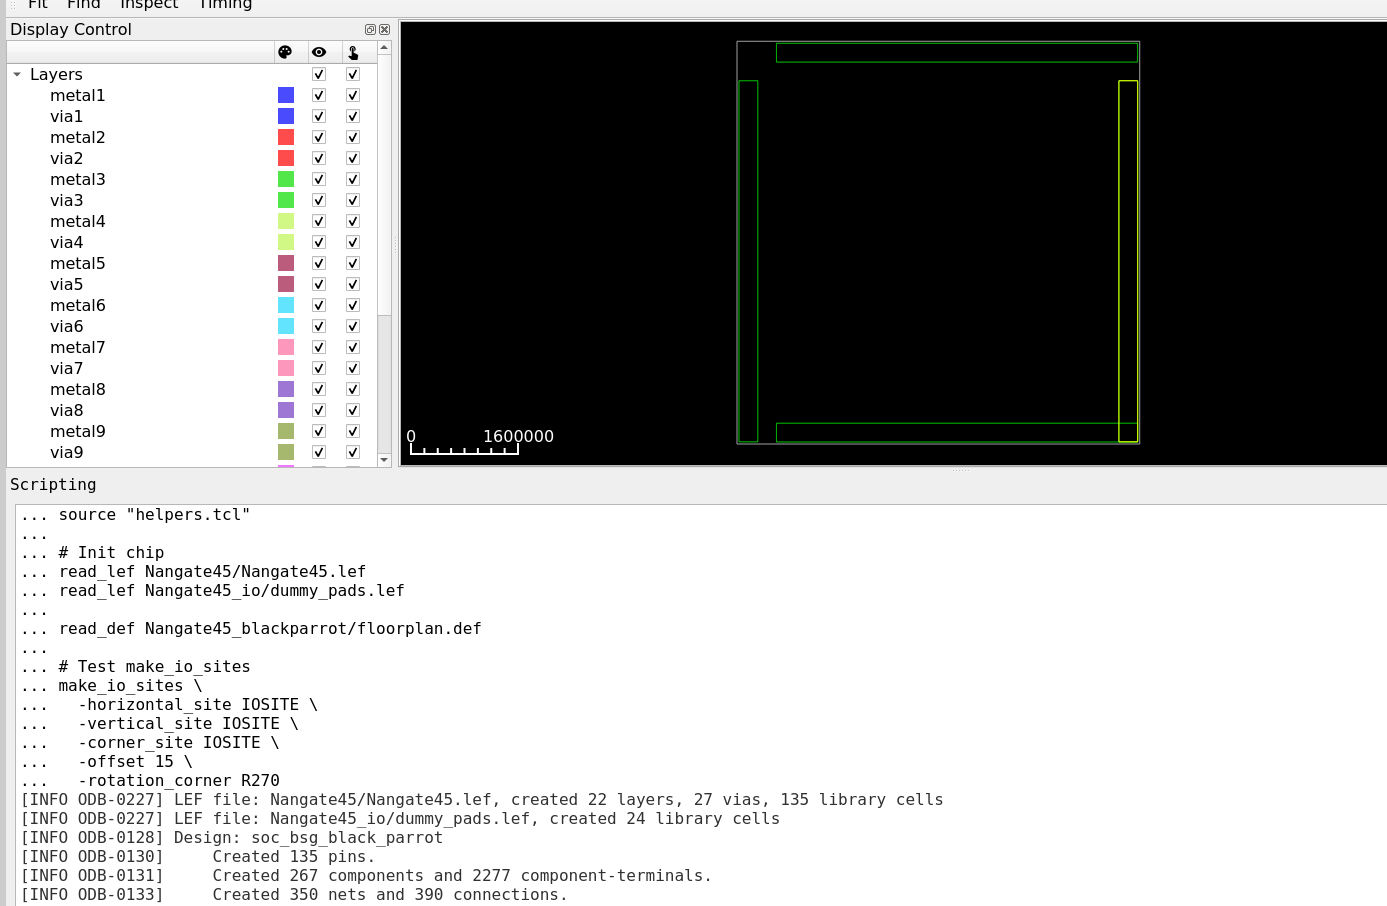 Fit Find Inspect Timing
Display Control
Layers
metal1
via1
metal2
via2
metal3
via3
metal4
via4
metal5
via5
metal6
via6
metal7
via7
metal8
via8
metal9
via9
0 1600000
Scripting
... source "helpers.tcl"
...
... # Init chip
... read_lef Nangate45/Nangate45.lef
... read_lef Nangate45_io/dummy_pads.lef
...
... read_def Nangate45_blackparrot/floorplan.def
...
... # Test make_io_sites
... make_io_sites \
...   -horizontal_site IOSITE \
...   -vertical_site IOSITE \
...   -corner_site IOSITE \
...   -offset 15 \
...   -rotation_corner R270
[INFO ODB-0227] LEF file: Nangate45/Nangate45.lef, created 22 layers, 27 vias, 135 library cells
[INFO ODB-0227] LEF file: Nangate45_io/dummy_pads.lef, created 24 library cells
[INFO ODB-0128] Design: soc_bsg_black_parrot
[INFO ODB-0130]     Created 135 pins.
[INFO ODB-0131]     Created 267 components and 2277 component-terminals.
[INFO ODB-0133]     Created 350 nets and 390 connections.